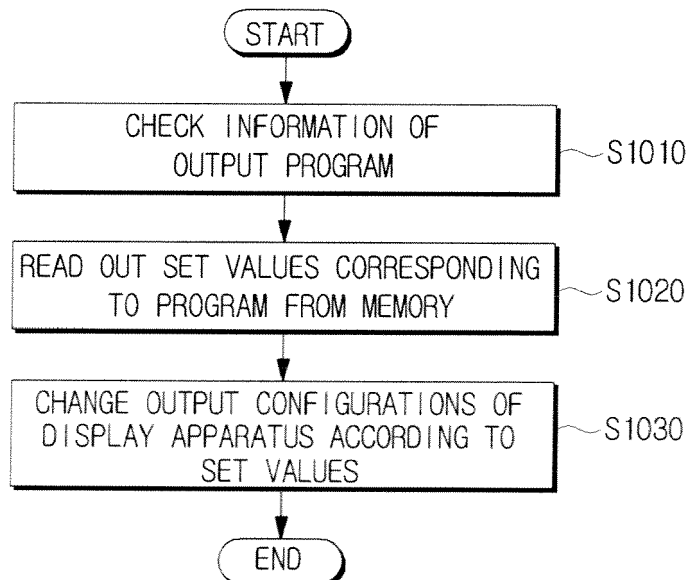 START
CHECK INFORMATION OF
OUTPUT PROGRAM
S1010
READ OUT SET VALUES CORRESPONDING
TO PROGRAM FROM MEMORY
S1020
CHANGE OUTPUT CONFIGURATIONS OF
DISPLAY APPARATUS ACCORDING TO
SET VALUES
S1030
END